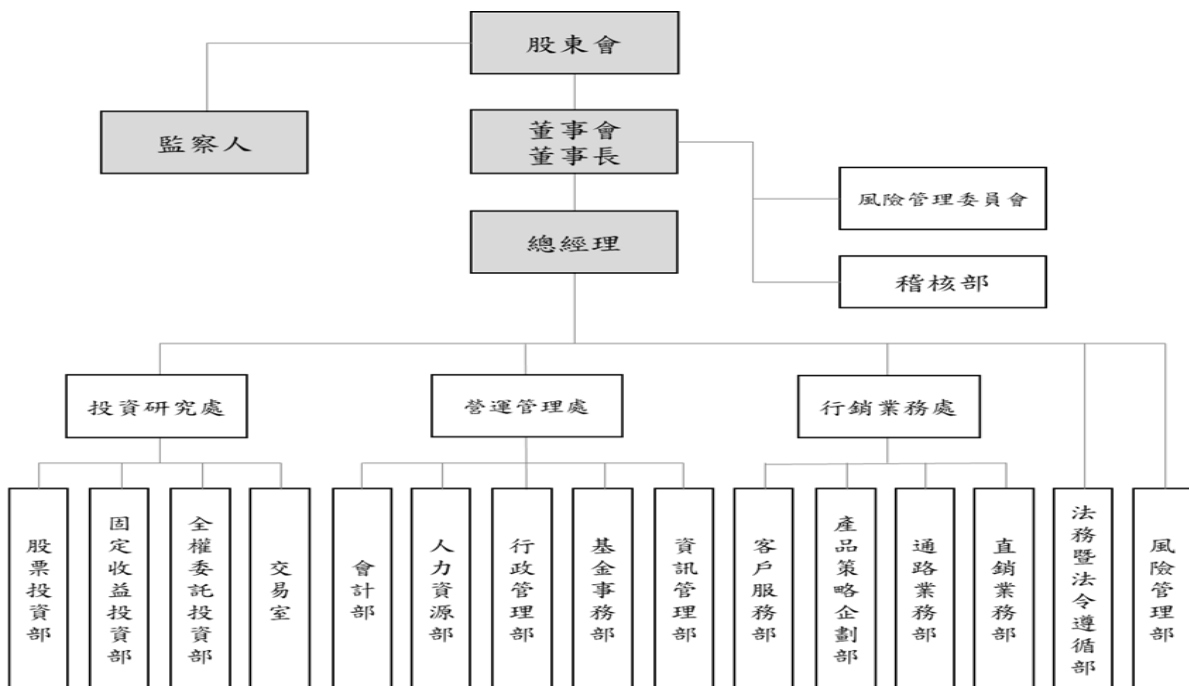 股東會
監察人
董事會
董事長
風險管理委員會
總經理
稽核部
投資研究處
營運管理處
行銷業務處
股票投資部
固定收益投資部
全權委託投資部
交易室
會計部
人力資源部
行政管理部
基金事務部
資訊管理部
客戶服務部
產品策略企劃部
通路業務部
直銷業務部
法務暨法令遵循部
風險管理部